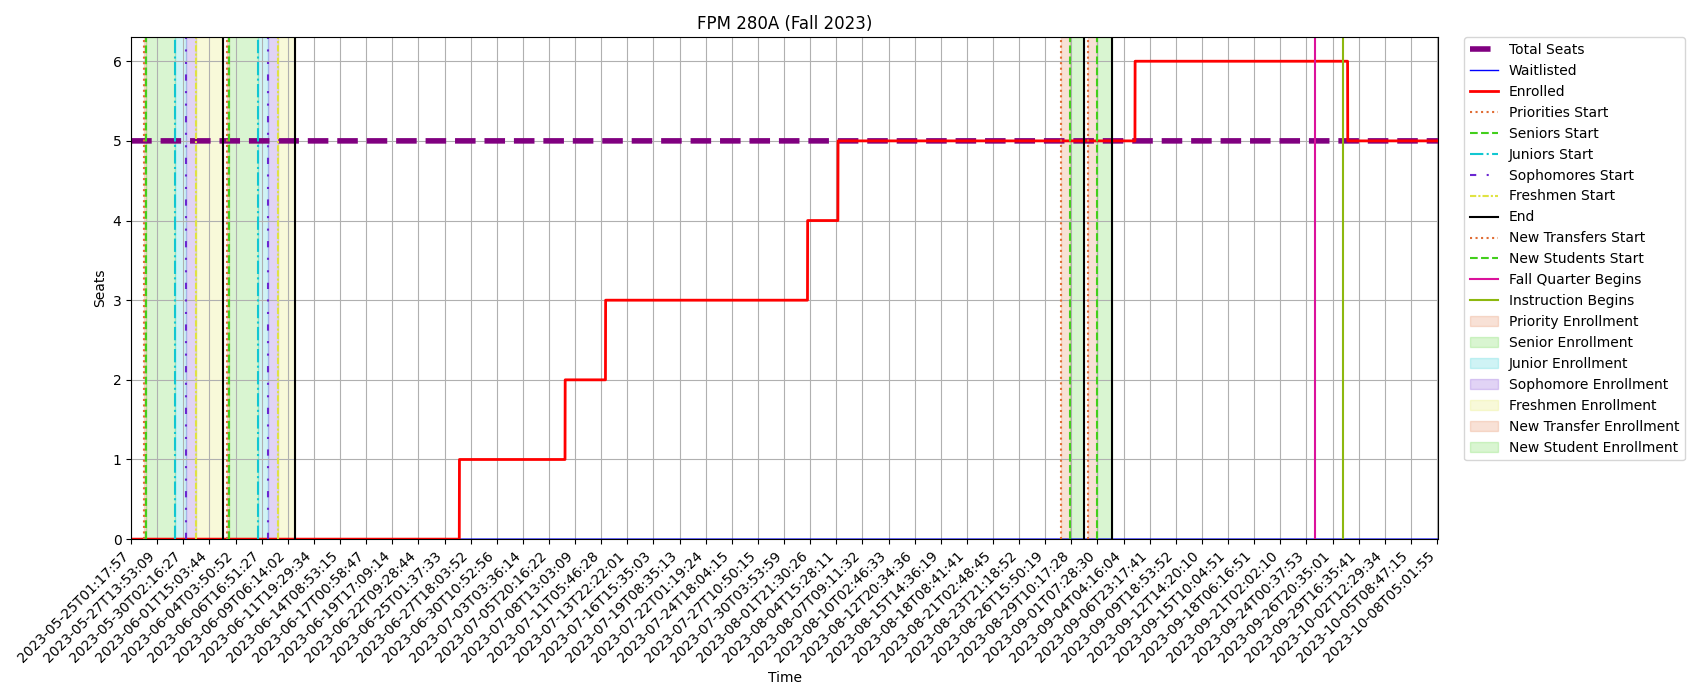 FPM 280A (Fall 2023)
Seats
6
5
4
3
2
1
0
2023-05-25T01:17:57
2023-05-27T13:53:09
2023-05-30T02:16:27
2023-06-01T15:03:44
2023-06-04T03:50:52
2023-06-06T16:51:27
2023-06-09T06:14:02
2023-06-11T19:29:34
2023-06-14T08:53:15
2023-06-17T00:58:47
2023-06-19T17:09:14
2023-06-22T09:28:44
2023-06-25T01:37:33
2023-06-27T18:03:52
2023-06-30T10:52:56
2023-07-03T03:36:14
2023-07-05T20:16:22
2023-07-08T13:03:09
2023-07-11T05:46:28
2023-07-13T22:22:01
2023-07-16T15:35:03
2023-07-19T08:35:13
2023-07-22T01:19:24
2023-07-24T18:04:15
2023-07-27T10:50:15
2023-07-30T03:53:59
2023-08-01T21:30:26
2023-08-04T15:28:11
2023-08-07T09:11:32
2023-08-10T02:46:33
2023-08-12T20:34:36
2023-08-15T14:36:19
2023-08-18T08:41:41
2023-08-21T02:48:45
2023-08-23T21:18:52
2023-08-26T15:50:19
2023-08-29T10:17:28
2023-09-01T07:28:30
2023-09-04T04:16:04
2023-09-06T23:17:41
2023-09-09T18:53:52
2023-09-12T14:20:10
2023-09-15T10:04:51
2023-09-18T06:16:51
2023-09-21T02:02:10
2023-09-24T00:37:53
2023-09-26T20:35:01
2023-09-29T16:35:41
2023-10-02T12:29:34
2023-10-05T08:47:15
2023-10-08T05:01:55
Time
Total Seats
Waitlisted
Enrolled
Priorities Start
Seniors Start
Juniors Start
Sophomores Start
Freshmen Start
End
New Transfers Start
New Students Start
Fall Quarter Begins
Instruction Begins
Priority Enrollment
Senior Enrollment
Junior Enrollment
Sophomore Enrollment
Freshmen Enrollment
New Transfer Enrollment
New Student Enrollment